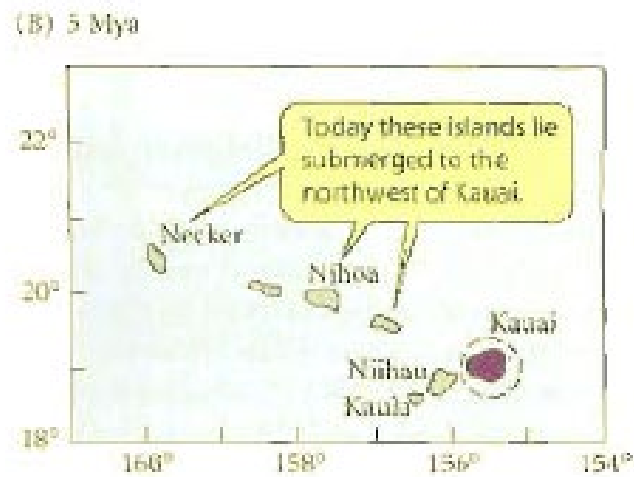 (B) 5 Mya
Today these islands lie
submerged to the
northwest of Kauai.
22°
Necker
Nihoa
20°
Kauai
Niihau
Kaula
18°
160°
158°
156°
154°